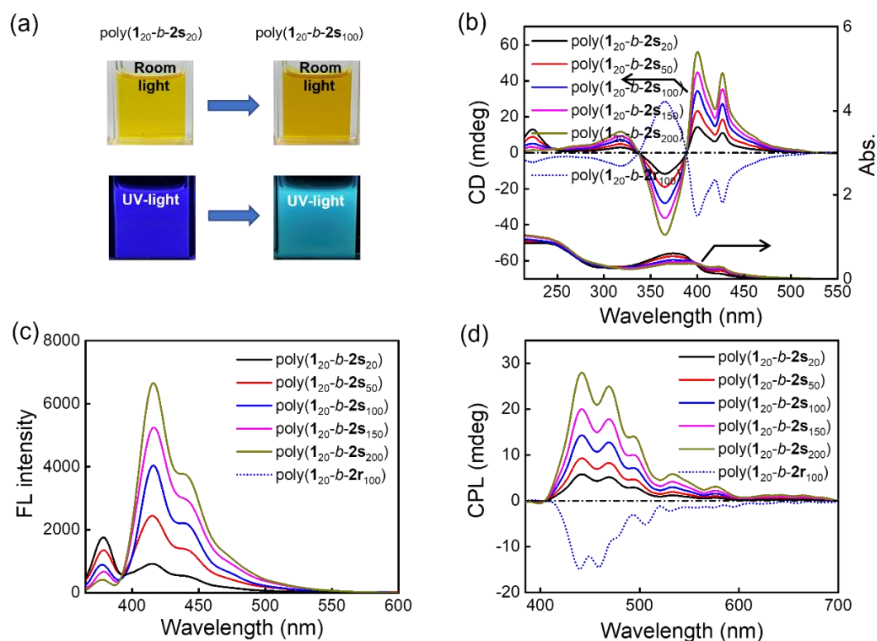 (a)
poly(1₂₀-b-2s₂₀)
poly(1₂₀-b-2s₁₀₀)
Room
light
Room
light
UV-light
UV-light
(b)
CD (mdeg)
60
40
20
0
-20
-40
-60
poly(1₂₀-b-2s₂₀)
poly(1₂₀-b-2s₅₀)
poly(1₂₀-b-2s₁₀₀)
poly(1₂₀-b-2s₁₅₀)
poly(1₂₀-b-2s₂₀₀)
poly(1₂₀-b-2r₁₀₀)
6
4
2
0
Abs.
250 300 350 400 450 500 550
Wavelength (nm)
(c)
FL intensity
8000
6000
4000
2000
0
poly(1₂₀-b-2s₂₀)
poly(1₂₀-b-2s₅₀)
poly(1₂₀-b-2s₁₀₀)
poly(1₂₀-b-2s₁₅₀)
poly(1₂₀-b-2s₂₀₀)
poly(1₂₀-b-2r₁₀₀)
400 450 500 550 600
Wavelength (nm)
(d)
CPL (mdeg)
40
30
20
10
0
-10
-20
poly(1₂₀-b-2s₂₀)
poly(1₂₀-b-2s₅₀)
poly(1₂₀-b-2s₁₀₀)
poly(1₂₀-b-2s₁₅₀)
poly(1₂₀-b-2s₂₀₀)
poly(1₂₀-b-2r₁₀₀)
400 500 600 700
Wavelength (nm)